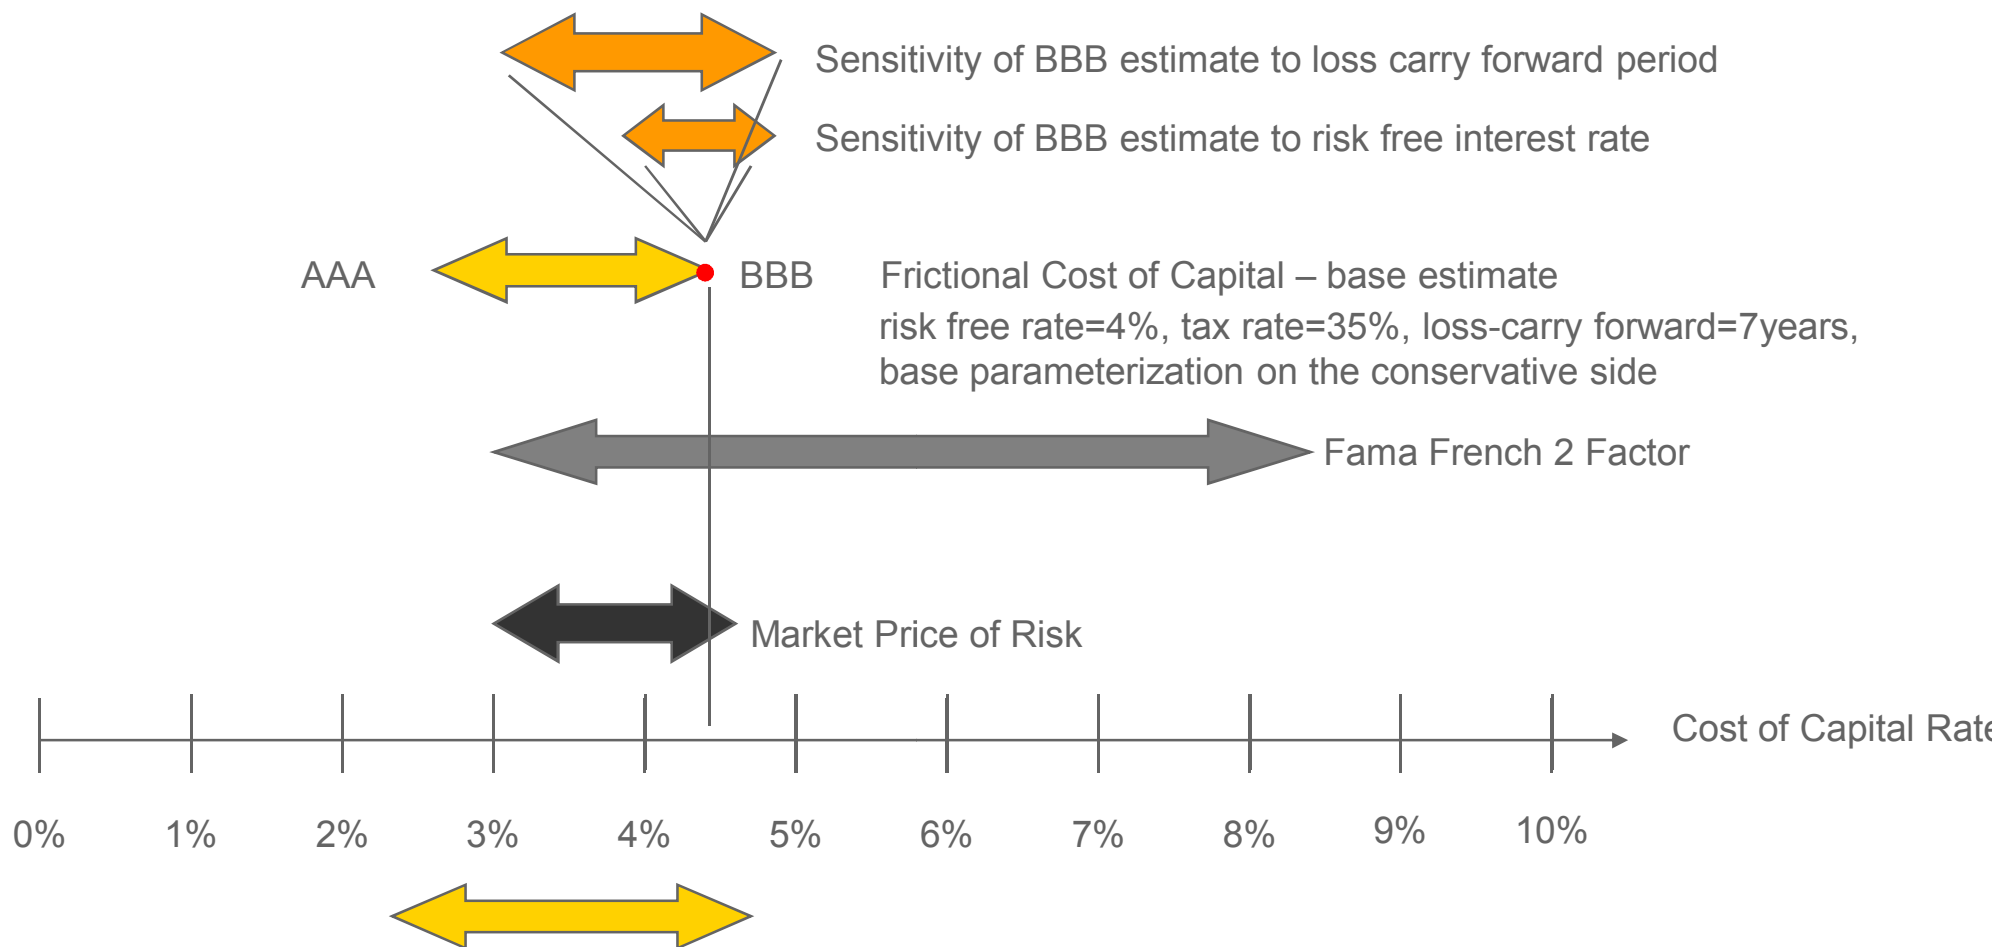 Sensitivity of BBB estimate to loss carry forward period
Sensitivity of BBB estimate to risk free interest rate
AAA
BBB
Frictional Cost of Capital – base estimate
risk free rate=4%, tax rate=35%, loss-carry forward=7years,
base parameterization on the conservative side
Fama French 2 Factor
Market Price of Risk
Cost of Capital Rate
0% 1% 2% 3% 4% 5% 6% 7% 8% 9% 10%